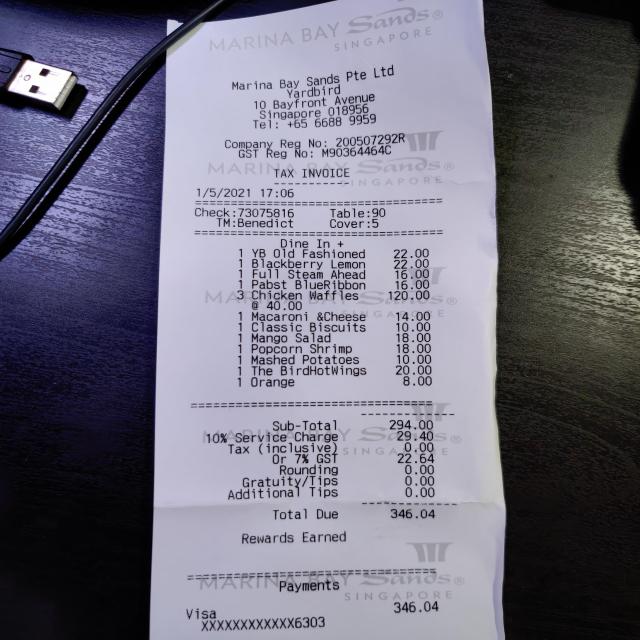 MARINA BAY Sands®
SINGAPORE
Marina Bay Sands Pte Ltd
Yardbird
10 Bayfront Avenue
Singapore 018956
Tel: +65 6688 9959
Company Reg No: 200507292R
GST Reg No: M90364464C
MARINA BAY Sands®
SINGAPORE
TAX INVOICE
1/5/2021 17:06
Check:73075816 Table:90
TM:Benedict Cover:5
Dine In +
1 YB Old Fashioned 22.00
1 Blackberry Lemon 22.00
1 Full Steam Ahead 16.00
1 Pabst BlueRibbon 16.00
3 Chicken Waffles 120.00
@ 40.00
MARINA BAY Sands®
SINGAPORE
1 Macaroni &Cheese 14.00
1 Classic Biscuits 10.00
1 Mango Salad 18.00
1 Popcorn Shrimp 18.00
1 Mashed Potatoes 10.00
1 The BirdHotWings 20.00
1 Orange 8.00
Sub-Total 294.00
10% Service Charge 29.40
MARINA BAY Sands®
SINGAPORE
Tax (inclusive) 0.00
Or 7% GST 22.64
Rounding 0.00
Gratuity/Tips 0.00
Additional Tips 0.00
Total Due 346.04
Rewards Earned
MARINA BAY Sands®
SINGAPORE
Payments
Visa 346.04
XXXXXXXXXXXX6303